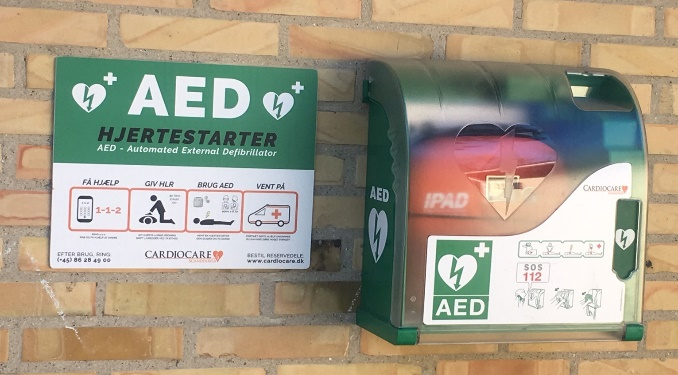 AED
HJERTESTARTER
AED - Automated External Defibrillator
FÅ HJÆLP
GIV HLR
BRUG AED
VENT PÅ
1-1-2
EFTER BRUG, RING
(+45) 86 28 49 00
CARDIOCARE
BESTIL RESERVEDELE:
www.cardiocare.dk
AED
IPAD
CARDIOCARE
AED
SOS
112